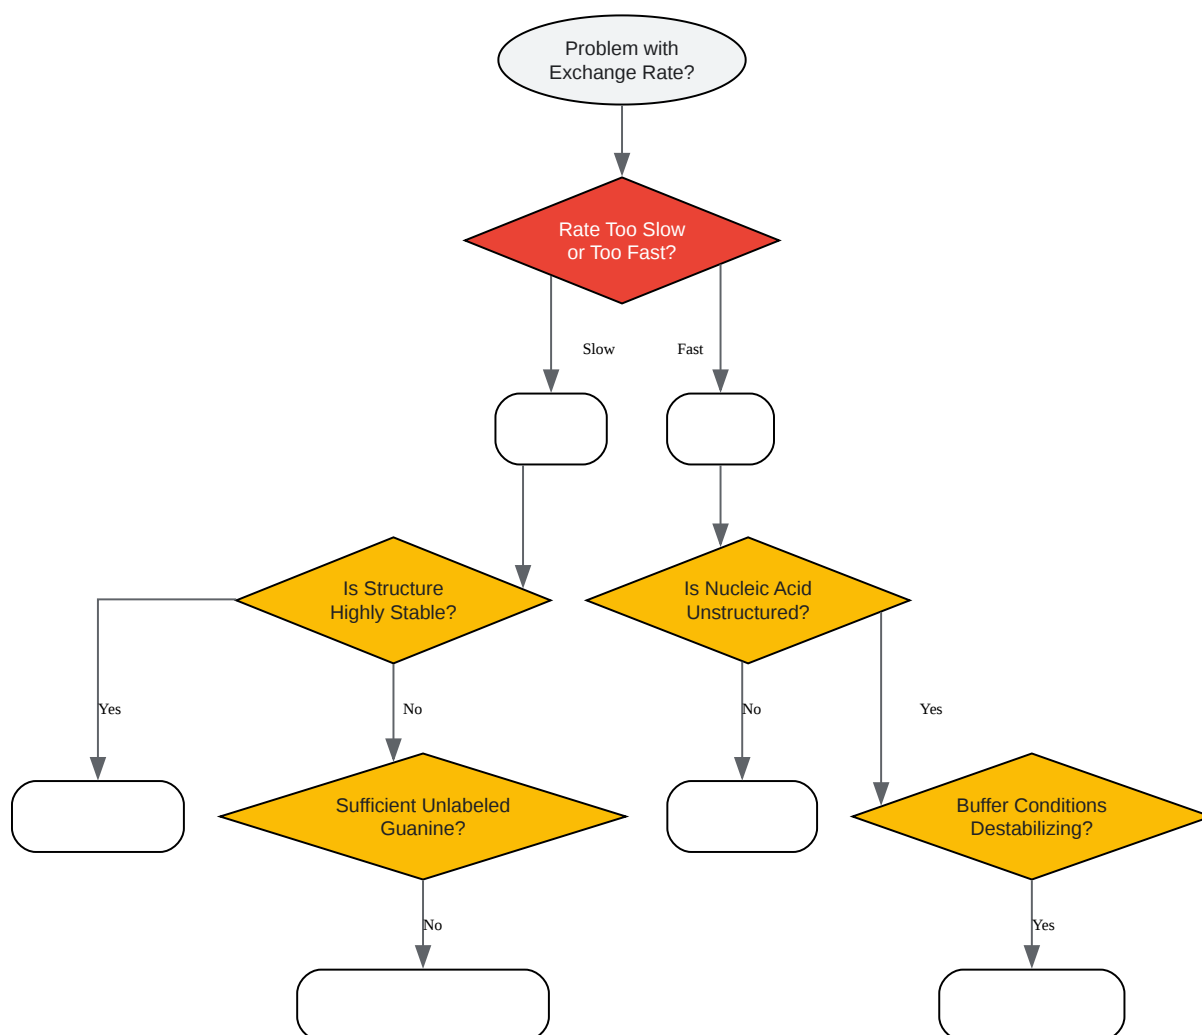 Problem with
Exchange Rate?
Rate Too Slow
or Too Fast?
Slow
Fast
Is Structure
Highly Stable?
Is Nucleic Acid
Unstructured?
Yes
No
No
Yes
Sufficient Unlabeled
Guanine?
Buffer Conditions
Destabilizing?
No
Yes